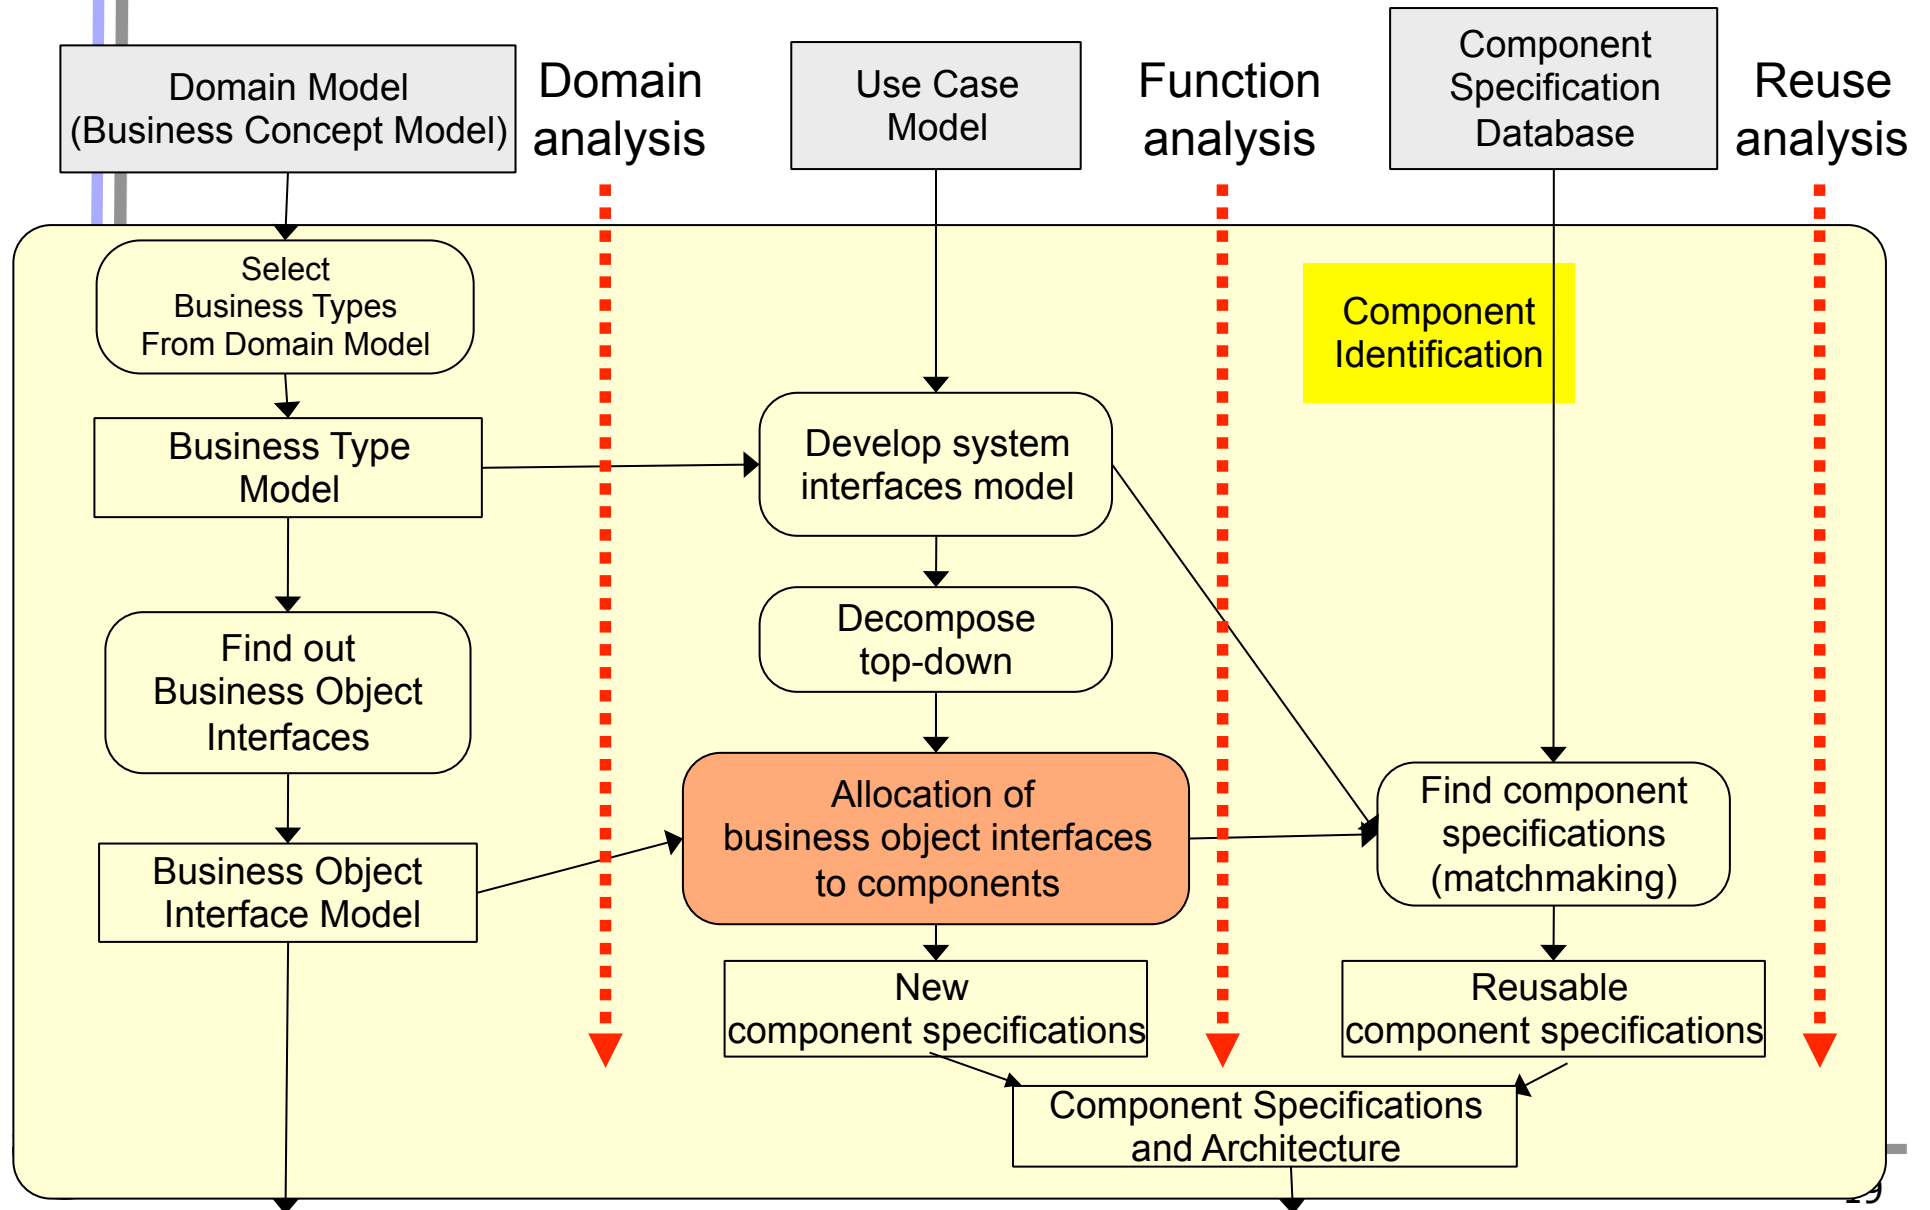 Domain Model
(Business Concept Model)
Domain
analysis
Use Case
Model
Function
analysis
Component
Specification
Database
Reuse
analysis
Select
Business Types
From Domain Model
Component
Identification
Business Type
Model
Develop system
interfaces model
Find out
Business Object
Interfaces
Decompose
top-down
Allocation of
business object interfaces
to components
Find component
specifications
(matchmaking)
Business Object
Interface Model
New
component specifications
Reusable
component specifications
Component Specifications
and Architecture
19